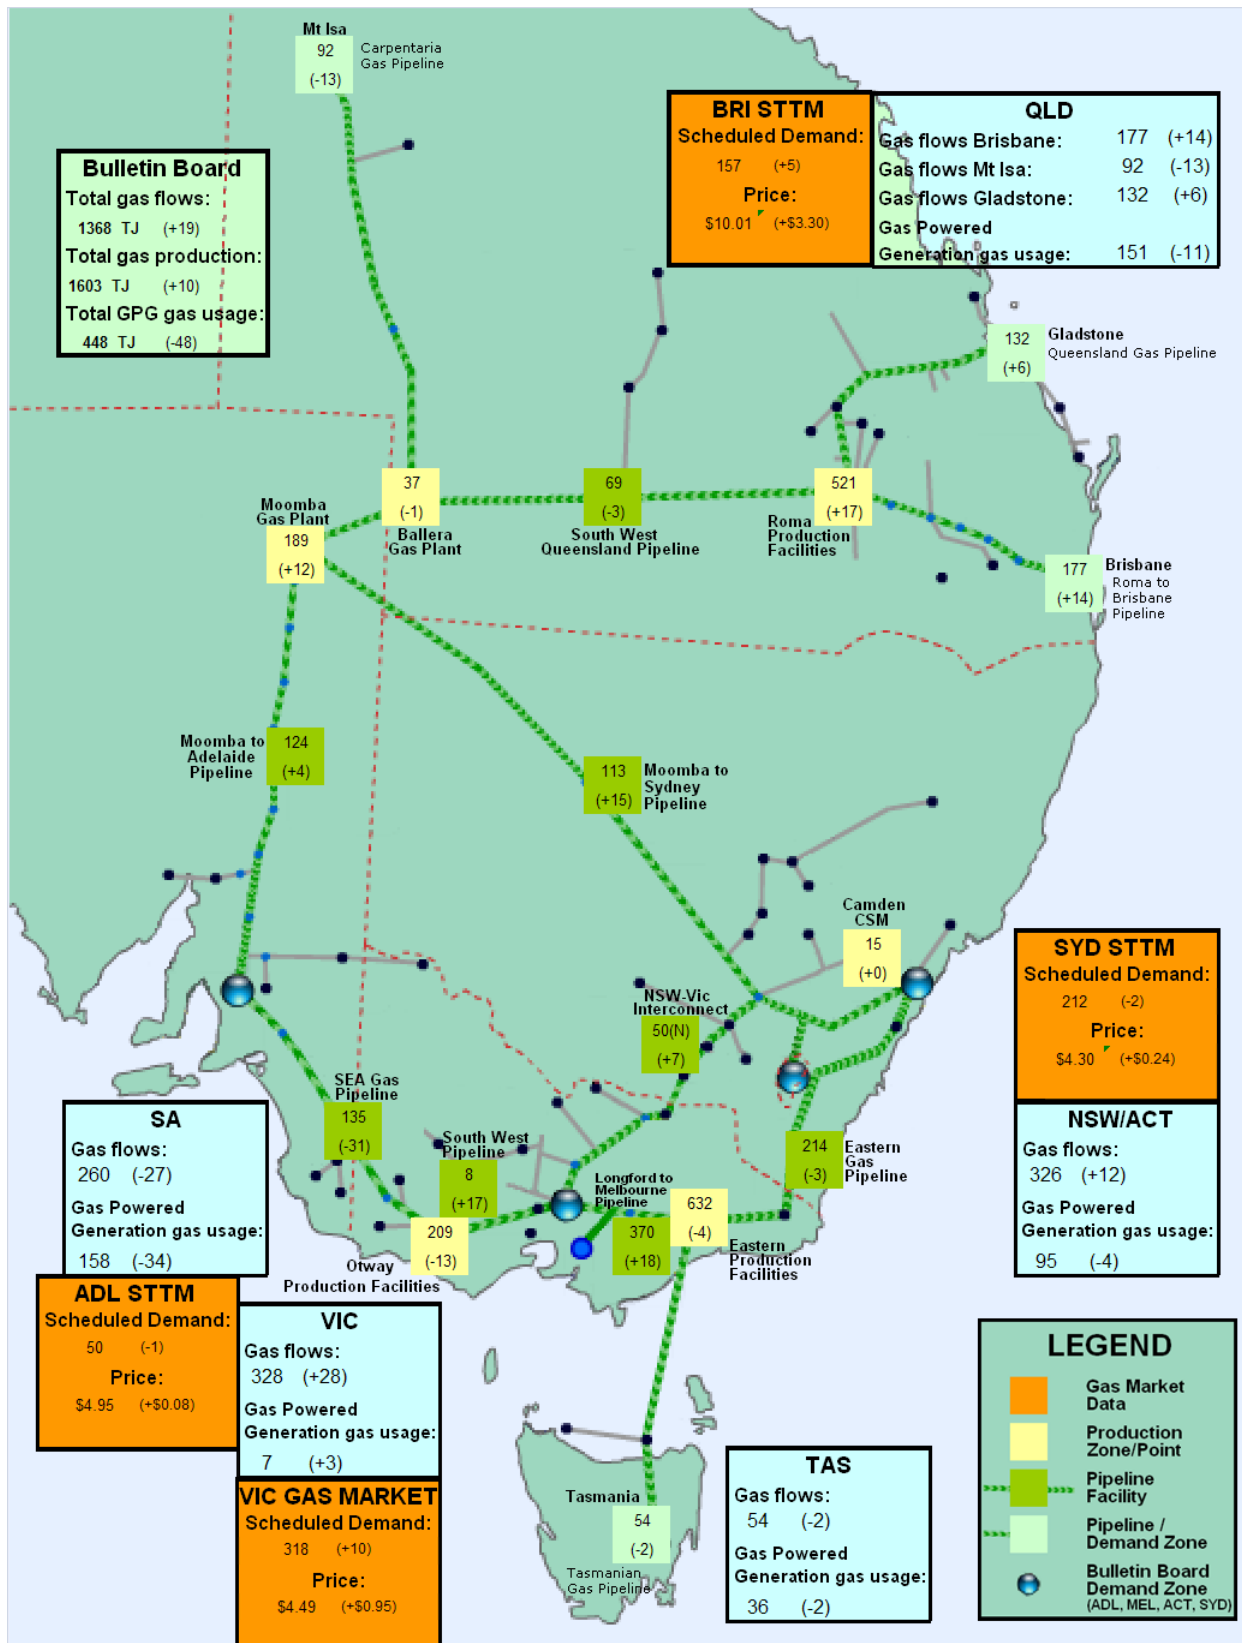 Mt Isa
92
(-13)
Carpentaria
Gas Pipeline
Bulletin Board
Total gas flows:
1368 TJ (+19)
Total gas production:
1603 TJ (+10)
Total GPG gas usage:
448 TJ (-48)
BRI STTM
Scheduled Demand:
157 (+5)
Price:
$10.01 (+$3.30)
QLD
Gas flows Brisbane: 177 (+14)
Gas flows Mt Isa: 92 (-13)
Gas flows Gladstone: 132 (+6)
Gas Powered
Generation gas usage: 151 (-11)
132
(+6)
Gladstone
Queensland Gas Pipeline
Moomba
Gas Plant
189
(+12)
37
(-1)
Ballera
Gas Plant
69
(-3)
South West
Queensland Pipeline
521
(+17)
Roma
Production
Facilities
177
(+14)
Brisbane
Roma to
Brisbane
Pipeline
Moomba to
Adelaide
Pipeline
124
(+4)
113
(+15)
Moomba to
Sydney
Pipeline
Camden
CSM
15
(+0)
NSW-Vic
Interconnect
50(N)
(+7)
SYD STTM
Scheduled Demand:
212 (-2)
Price:
$4.30 (+$0.24)
NSW/ACT
Gas flows:
326 (+12)
Gas Powered
Generation gas usage:
95 (-4)
SEA Gas
Pipeline
135
(-31)
South West
Pipeline
8
(+17)
Longford to
Melbourne
Pipeline
370
(+18)
632
(-4)
Eastern
Production
Facilities
214
(-3)
Eastern
Gas
Pipeline
209
(-13)
Otway
Production Facilities
SA
Gas flows:
260 (-27)
Gas Powered
Generation gas usage:
158 (-34)
ADL STTM
Scheduled Demand:
50 (-1)
Price:
$4.95 (+$0.08)
VIC
Gas flows:
328 (+28)
Gas Powered
Generation gas usage:
7 (+3)
VIC GAS MARKET
Scheduled Demand:
318 (+10)
Price:
$4.49 (+$0.95)
Tasmania
54
(-2)
Tasmanian
Gas Pipeline
TAS
Gas flows:
54 (-2)
Gas Powered
Generation gas usage:
36 (-2)
LEGEND
Gas Market
Data
Production
Zone/Point
Pipeline
Facility
Pipeline /
Demand Zone
Bulletin Board
Demand Zone
(ADL, MEL, ACT, SYD)